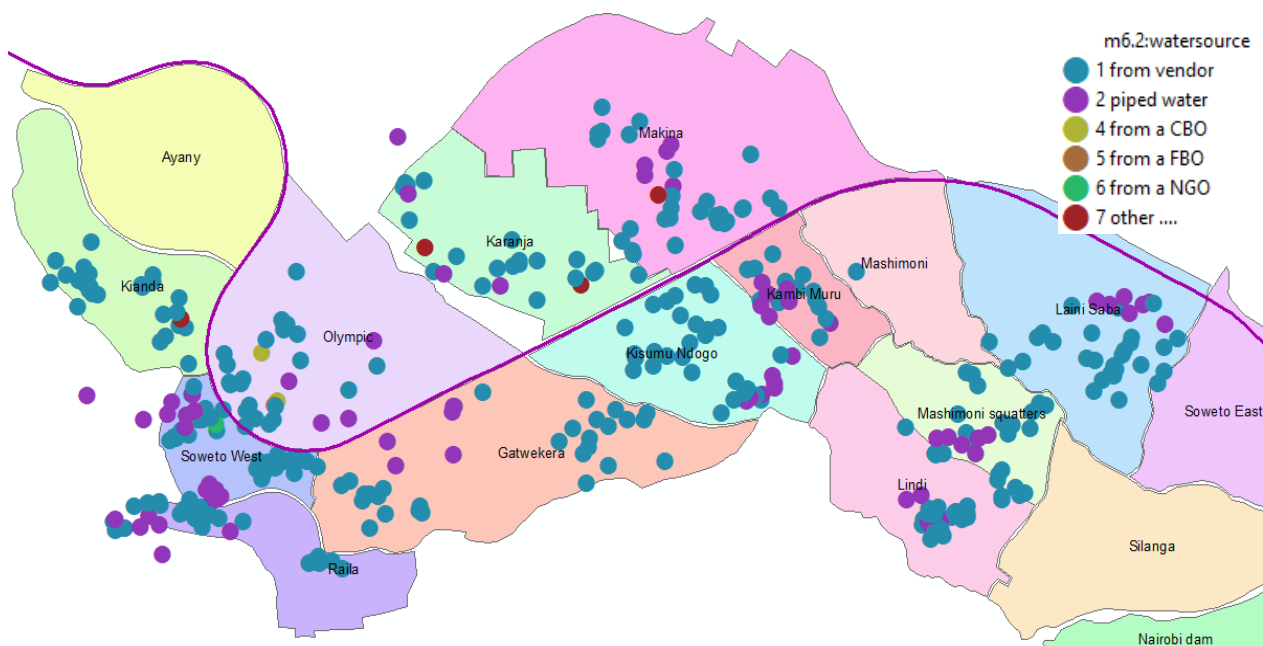 m6.2:watersource
1 from vendor
2 piped water
4 from a CBO
5 from a FBO
6 from a NGO
7 other ....
Ayany
Makina
Karanja
Mashimoni
Kianda
Kambi Muru
Laini Saba
Olympic
Kisumu Ndogo
Soweto East
Mashimoni squatters
Soweto West
Gatwekera
Lindi
Silanga
Raila
Nairobi dam